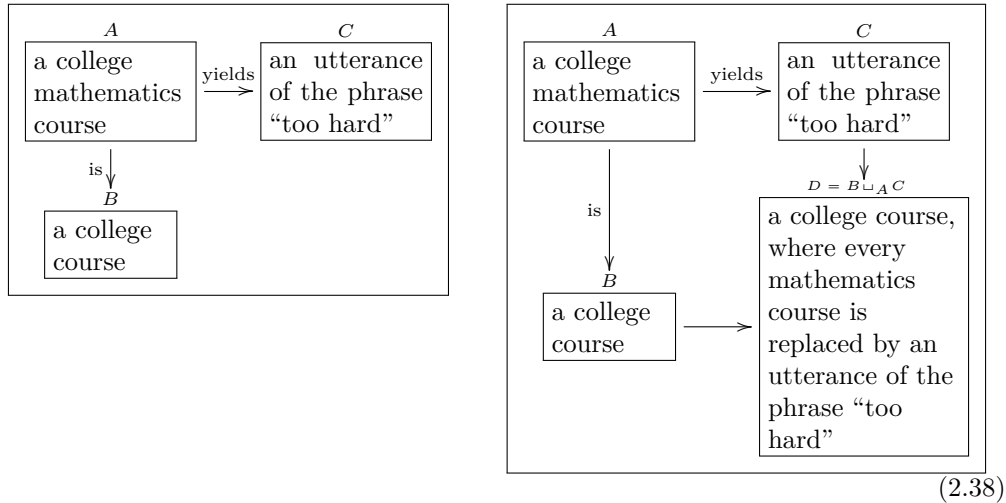 A
a college
mathematics
course
yields
C
an utterance
of the phrase
“too hard”
is
B
a college
course
A
a college
mathematics
course
yields
C
an utterance
of the phrase
“too hard”
is
B
a college
course
D = B ⊔A C
a college course,
where every
mathematics
course is
replaced by an
utterance of the
phrase “too
hard”
(2.38)